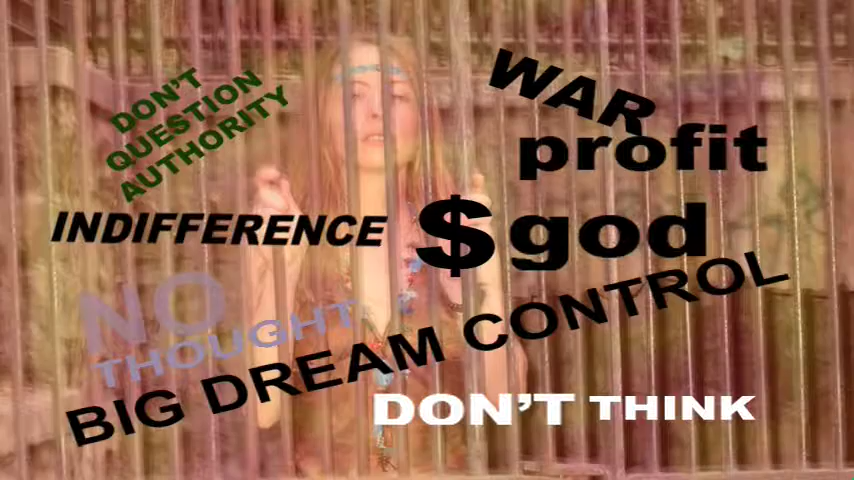 DON'T
QUESTION
AUTHORITY
WAR
profit
INDIFFERENCE
$god
NO
THOUGHT
BIG DREAM CONTROL
DON'T THINK